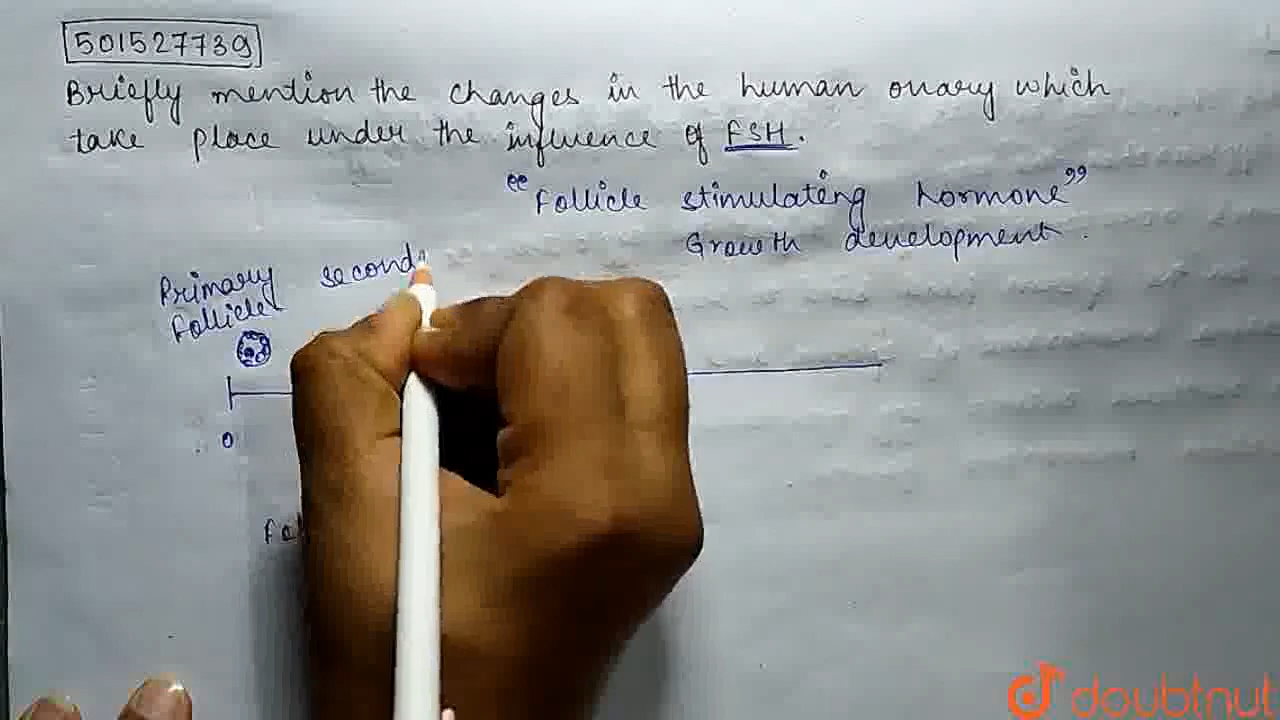 501527739
Briefly mention the changes in the human ovary which
take place under the influence of FSH.
"Follicle stimulating hormone"
Growth development.
Primary second
follicle
0
doubtnut